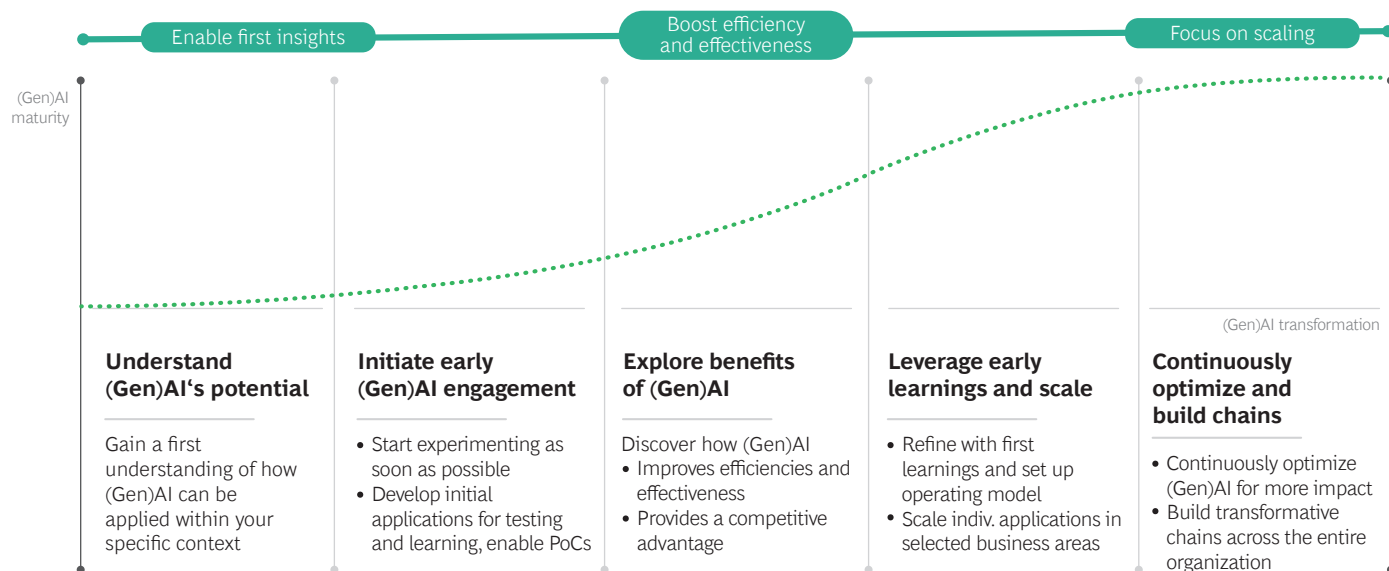 Enable first insights
Boost efficiency
and effectiveness
Focus on scaling
(Gen)AI
maturity
(Gen)AI transformation
Understand
(Gen)AI‘s potential
Gain a first
understanding of how
(Gen)AI can be
applied within your
specific context
Initiate early
(Gen)AI engagement
• Start experimenting as
soon as possible
• Develop initial
applications for testing
and learning, enable PoCs
Explore benefits
of (Gen)AI
Discover how (Gen)AI
• Improves efficiencies and
effectiveness
• Provides a competitive
advantage
Leverage early
learnings and scale
• Refine with first
learnings and set up
operating model
• Scale indiv. applications in
selected business areas
Continuously
optimize and
build chains
• Continuously optimize
(Gen)AI for more impact
• Build transformative
chains across the entire
organization